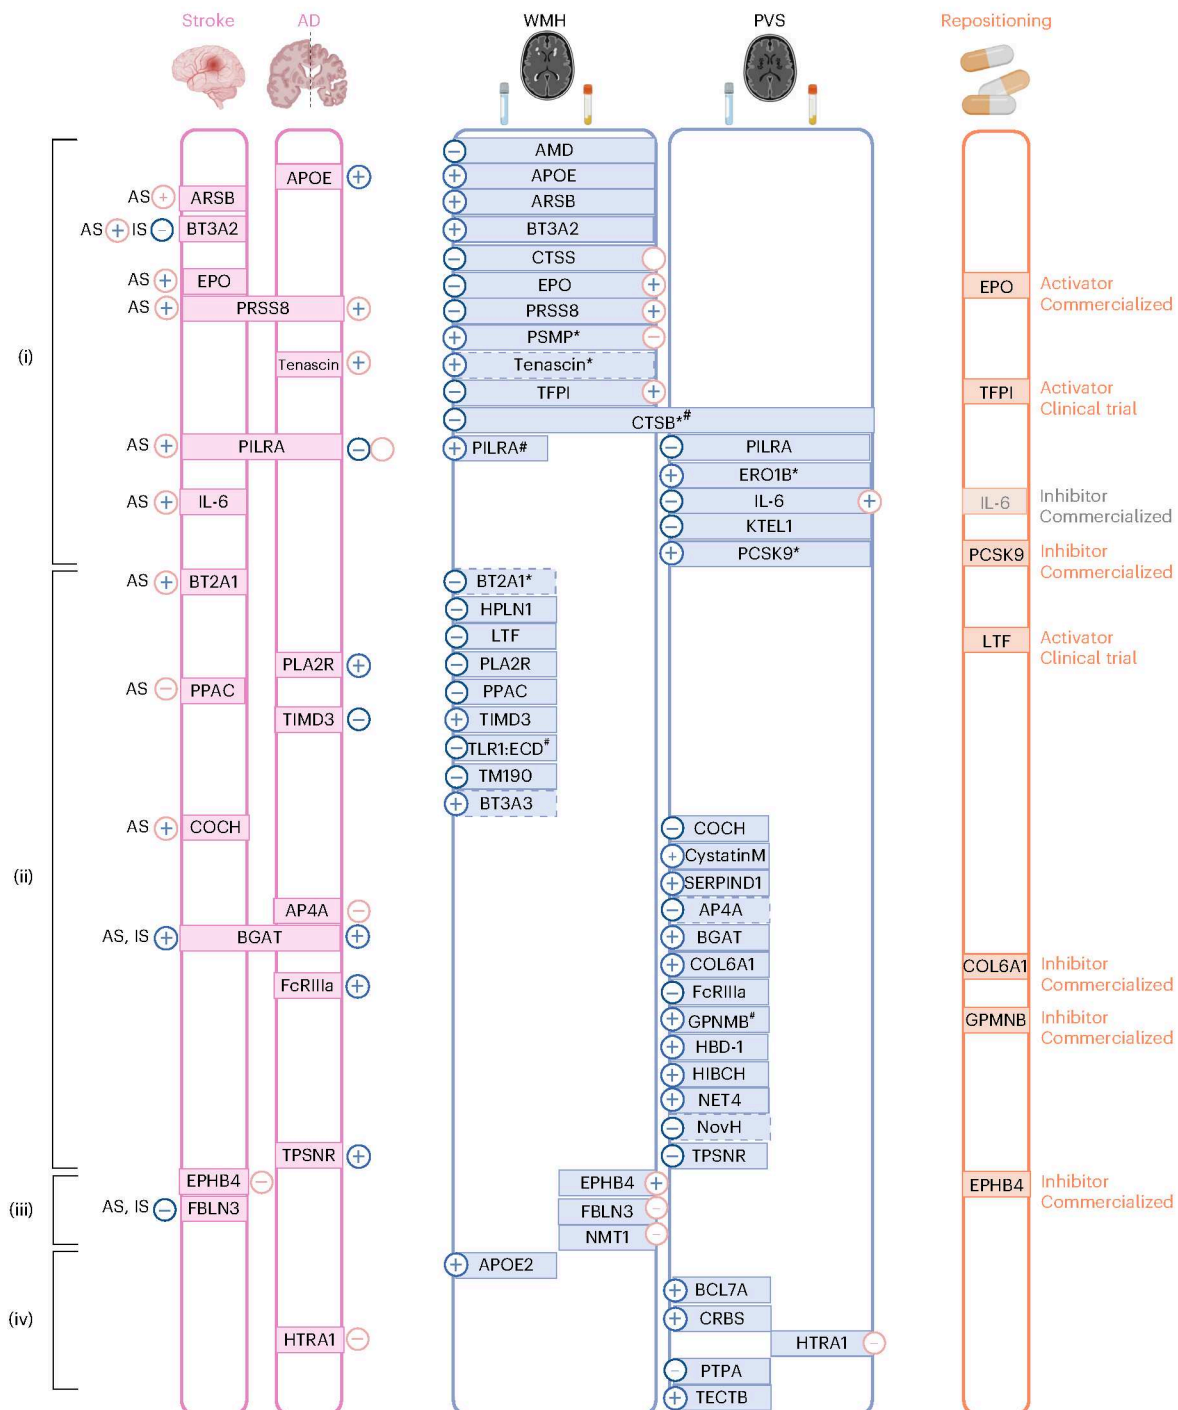 Stroke AD WMH PVS Repositioning
AMD
APOE + + APOE
AS + ARSB + ARSB
AS + IS − BT3A2 + BT3A2
− CTSS
AS + EPO − EPO + EPO Activator
Commercialized
AS + PRSS8 + − PRSS8 +
(i)
+ PSMP* −
Tenascin + + Tenascin*
− TFPI + TFPI Activator
Clinical trial
− CTSB*#
AS + PILRA − + PILRA# − PILRA
+ ERO1B*
AS + IL-6 − IL-6 + IL-6 Inhibitor
Commercialized
− KTEL1
+ PCSK9* PCSK9 Inhibitor
Commercialized
AS + BT2A1 − BT2A1*
− HPLN1
− LTF LTF Activator
Clinical trial
PLA2R + − PLA2R
AS − PPAC − PPAC
TIMD3 − + TIMD3
− TLR1:ECD#
− TM190
+ BT3A3
AS + COCH − COCH
+ CystatinM
(ii)
+ SERPIND1
AP4A − − AP4A
AS, IS + BGAT + + BGAT
+ COL6A1 COL6A1 Inhibitor
Commercialized
FcRIIIa + − FcRIIIa
+ GPNMB# GPMNB Inhibitor
Commercialized
+ HBD-1
+ HIBCH
+ NET4
− NovH
TPSNR + − TPSNR
EPHB4 − EPHB4 + EPHB4 Inhibitor
Commercialized
(iii) AS, IS − FBLN3 FBLN3 −
NMT1 −
+ APOE2
+ BCL7A
(iv) + CRBS
HTRA1 − HTRA1 −
− PTPA
+ TECTB